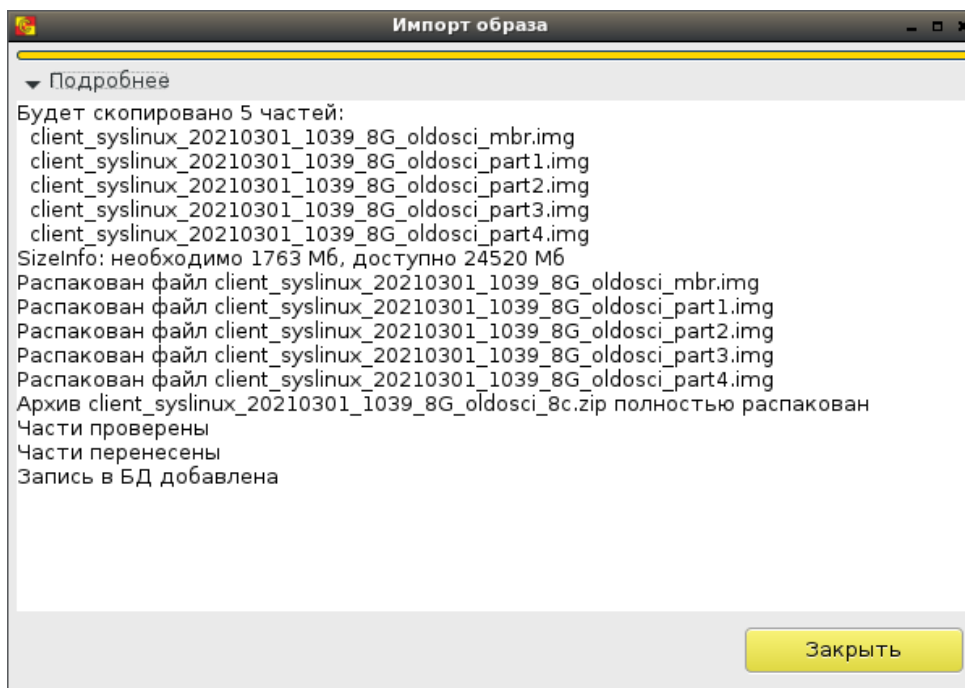 Импорт образа
Подробнее
Будет скопировано 5 частей:
client_syslinux_20210301_1039_8G_oldosci_mbr.img
client_syslinux_20210301_1039_8G_oldosci_part1.img
client_syslinux_20210301_1039_8G_oldosci_part2.img
client_syslinux_20210301_1039_8G_oldosci_part3.img
client_syslinux_20210301_1039_8G_oldosci_part4.img
SizeInfo: необходимо 1763 Мб, доступно 24520 Мб
Распакован файл client_syslinux_20210301_1039_8G_oldosci_mbr.img
Распакован файл client_syslinux_20210301_1039_8G_oldosci_part1.img
Распакован файл client_syslinux_20210301_1039_8G_oldosci_part2.img
Распакован файл client_syslinux_20210301_1039_8G_oldosci_part3.img
Распакован файл client_syslinux_20210301_1039_8G_oldosci_part4.img
Архив client_syslinux_20210301_1039_8G_oldosci_8c.zip полностью распакован
Части проверены
Части перенесены
Запись в БД добавлена
Закрыть